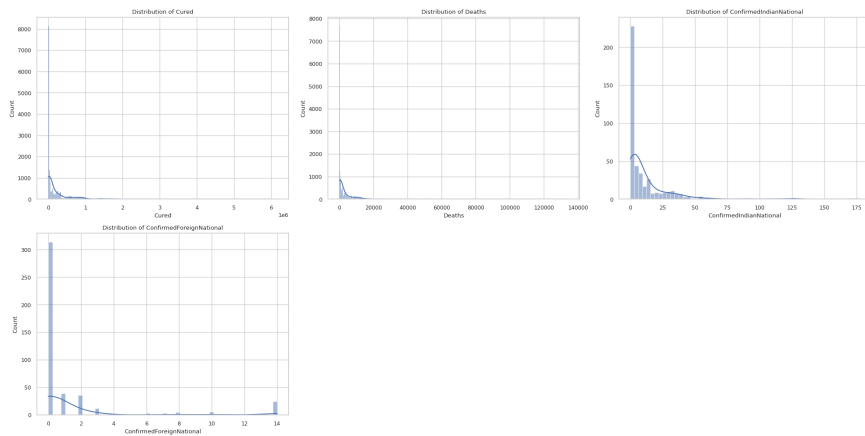 Distribution of Cured
8000
7000
6000
5000
4000
3000
2000
1000
0
Count
0 1 2 3 4 5 6
1e6
Cured
Distribution of Deaths
8000
7000
6000
5000
4000
3000
2000
1000
0
Count
0 20000 40000 60000 80000 100000 120000 140000
Deaths
Distribution of ConfirmedIndianNational
200
150
100
50
0
Count
0 25 50 75 100 125 150 175
ConfirmedIndianNational
Distribution of ConfirmedForeignNational
300
250
200
150
100
50
0
Count
0 2 4 6 8 10 12 14
ConfirmedForeignNational